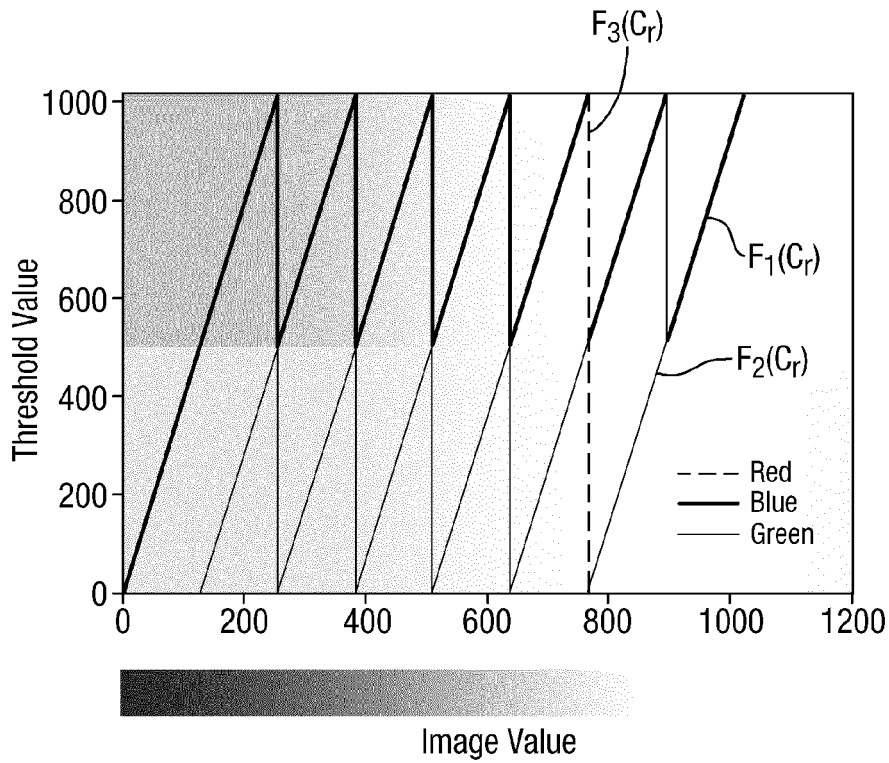 F3(Cr)
1000
800
600
400
200
0
Threshold Value
F1(Cr)
F2(Cr)
Red
Blue
Green
0 200 400 600 800 1000 1200
Image Value